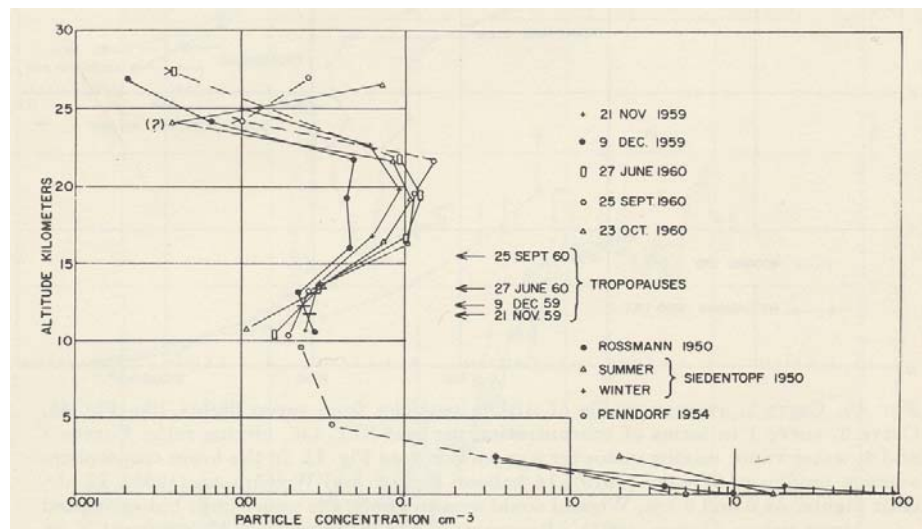 30
25
20
15
10
5
ALTITUDE KILOMETERS
(?)
21 NOV 1959
9 DEC. 1959
27 JUNE 1960
25 SEPT. 1960
23 OCT. 1960
25 SEPT 60
27 JUNE 60
9 DEC 59
21 NOV. 59
TROPOPAUSES
ROSSMANN 1950
SUMMER
WINTER
SIEDENTOPF 1950
PENNDORF 1954
0.001
0.01
0.1
1.0
10
100
PARTICLE CONCENTRATION cm⁻³